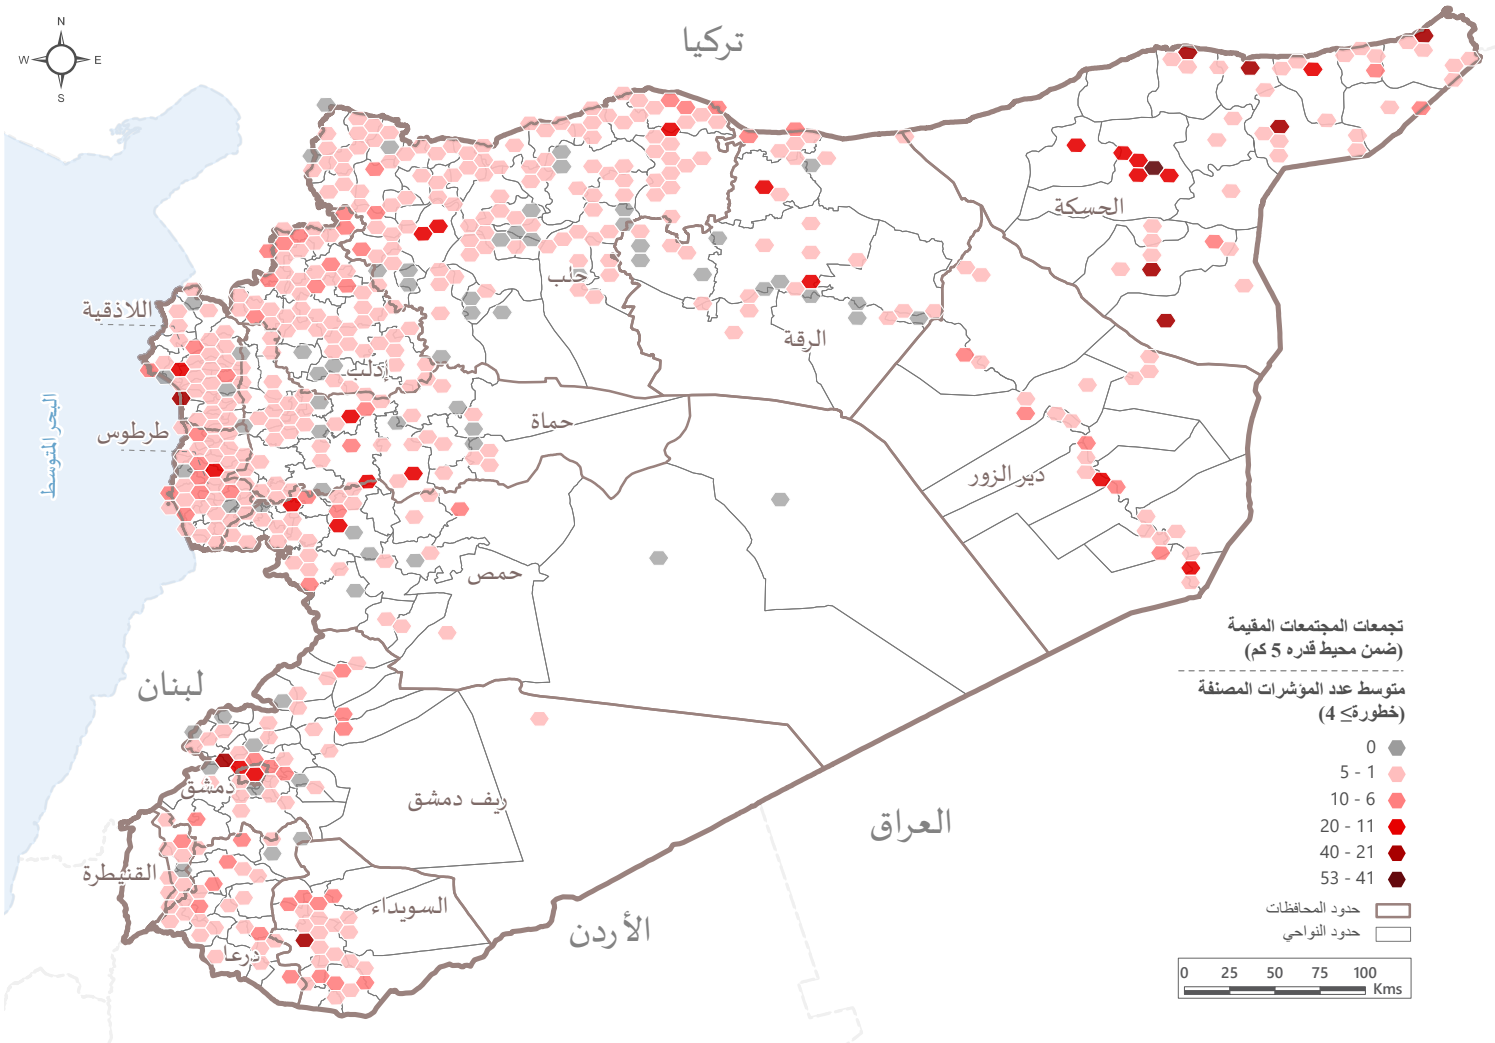 N
W
E
S
تركيا
الحسكة
حلب
اللاذقية
الرقة
إدلب
حماة
طرطوس
البحر المتوسط
دير الزور
حمص
لبنان
دمشق
ريف دمشق
العراق
القنيطرة
السويداء
الأردن
درعا
تجمعات المجتمعات المقيمة
(ضمن محيط قدره 5 كم)
متوسط عدد المؤشرات المصنفة
(خطورة≥ 4)
0
1 - 5
6 - 10
11 - 20
21 - 40
41 - 53
حدود المحافظات
حدود النواحي
0 25 50 75 100
Kms